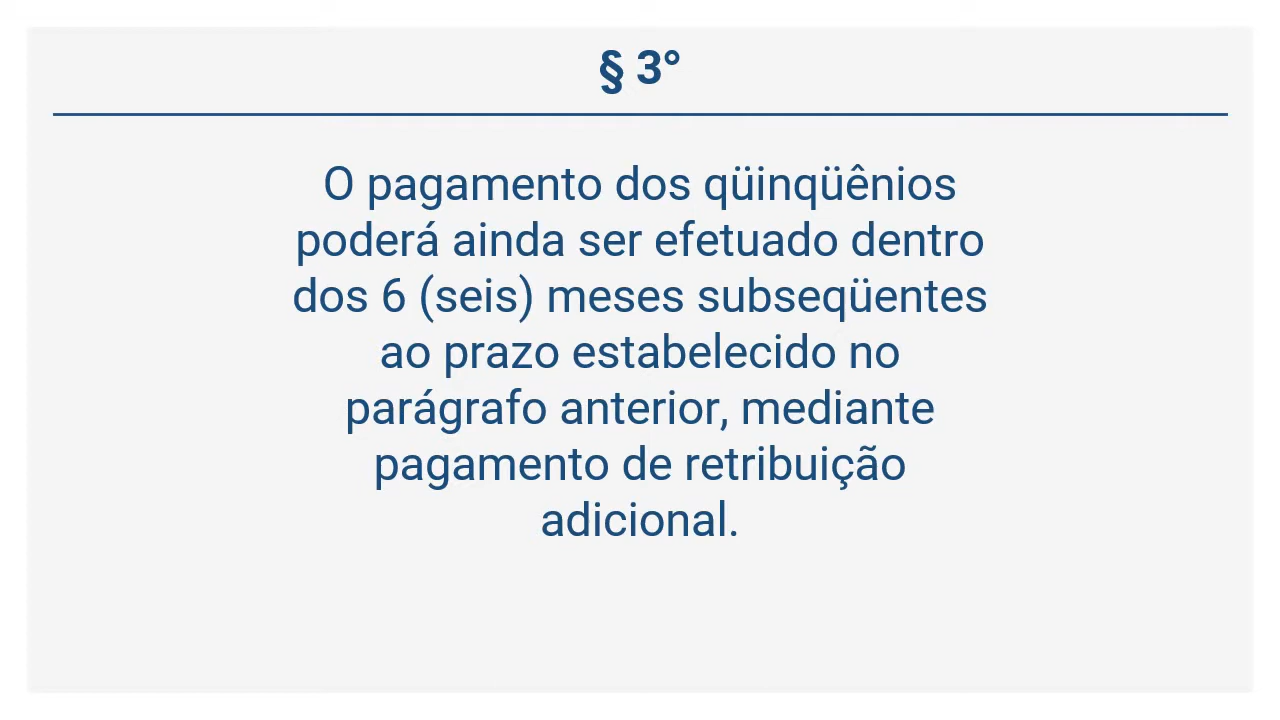 § 3°
O pagamento dos qüinqüênios
poderá ainda ser efetuado dentro
dos 6 (seis) meses subseqüentes
ao prazo estabelecido no
parágrafo anterior, mediante
pagamento de retribuição
adicional.